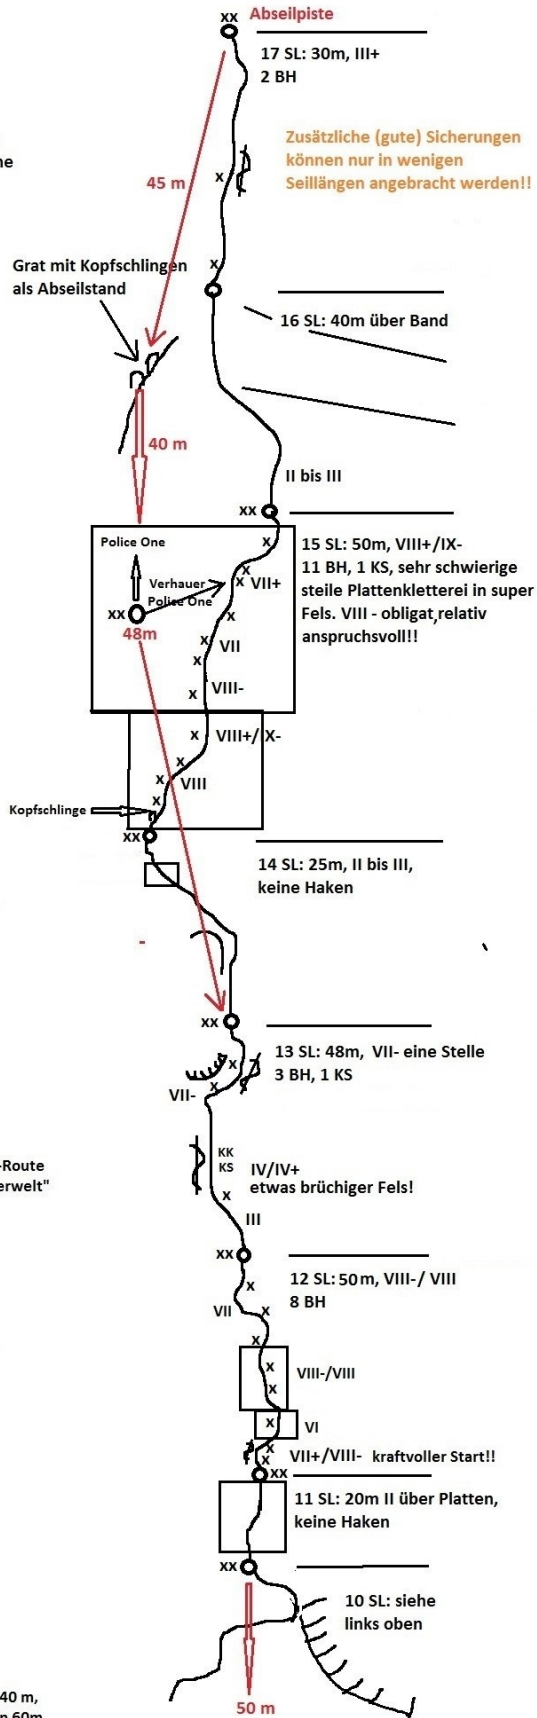 xx Abseilpiste
17 SL: 30m, III+
2 BH
Zusätzliche (gute) Sicherungen
können nur in wenigen
Seillängen angebracht werden!!
ne
45 m
x
Grat mit Kopfschlingen
als Abseilstand
x
16 SL: 40m über Band
40 m
II bis III
xx
15 SL: 50m, VIII+/IX-
11 BH, 1 KS, sehr schwierige
steile Plattenkletterei in super
Fels. VIII - obligat,relativ
anspruchsvoll!!
Police One
x
x
x VII+
Verhauer
Police One
xx
48m
x
x VII
x
x VIII-
x VIII+/ IX-
x
x VIII
x
Kopfschlinge
xx
14 SL: 25m, II bis III,
keine Haken
xx
13 SL: 48m, VII- eine Stelle
3 BH, 1 KS
x
VII- x
KK
KS
IV/IV+
etwas brüchiger Fels!
-Route
erwelt"
x
III
xx
12 SL: 50m, VIII-/ VIII
8 BH
x
VII x
x
x
x
VIII-/VIII
x VI
x
x
VII+/VIII- kraftvoller Start!!
xx
11 SL: 20m II über Platten,
keine Haken
xx
10 SL: siehe
links oben
40 m,
n 60m
50 m